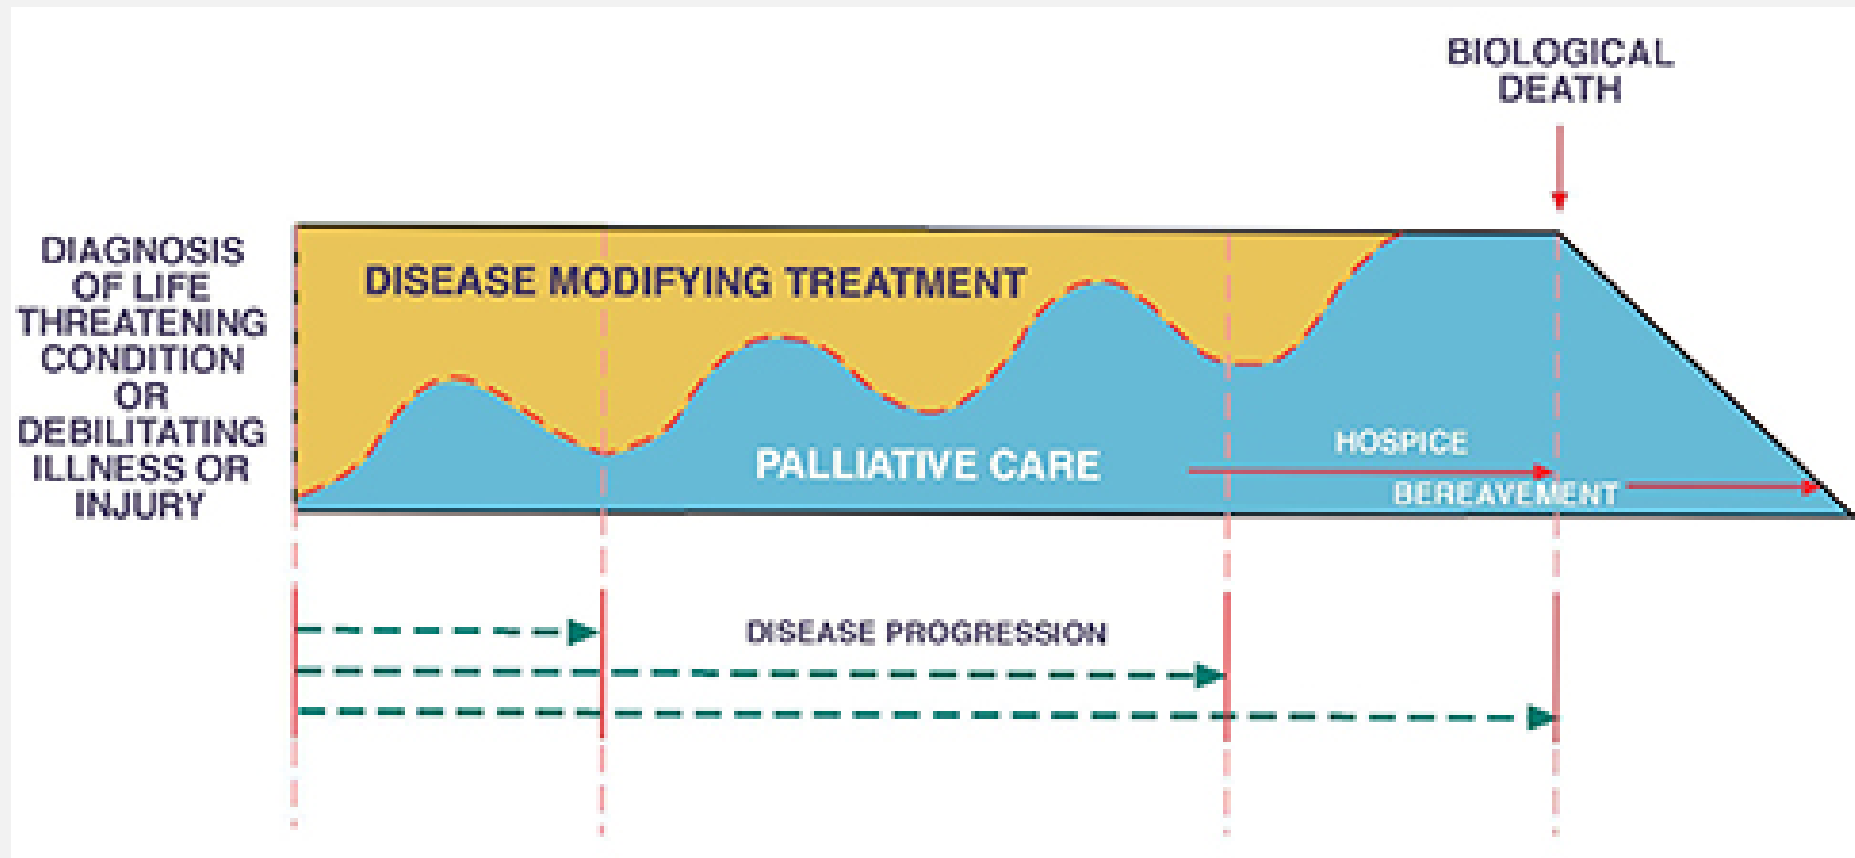 BIOLOGICAL
DEATH
DIAGNOSIS
OF LIFE
THREATENING
CONDITION
OR
DEBILITATING
ILLNESS OR
INJURY
DISEASE MODIFYING TREATMENT
PALLIATIVE CARE
HOSPICE
BEREAVEMENT
DISEASE PROGRESSION